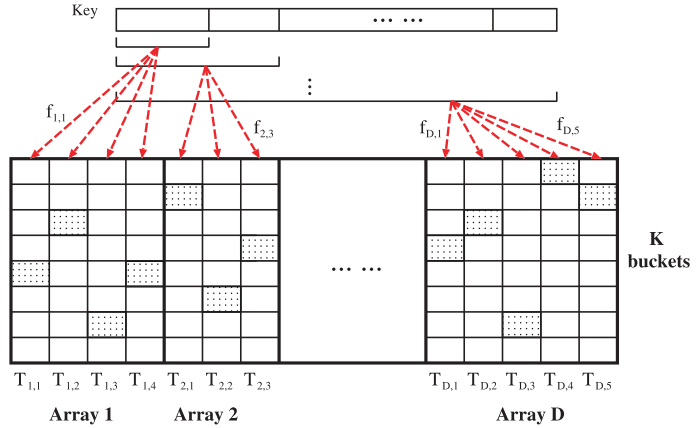 Key
... ...
f1,1
f2,3
fD,1
fD,5
... ...
K
buckets
T1,1 T1,2 T1,3 T1,4 T2,1 T2,2 T2,3 TD,1 TD,2 TD,3 TD,4 TD,5
Array 1 Array 2 Array D